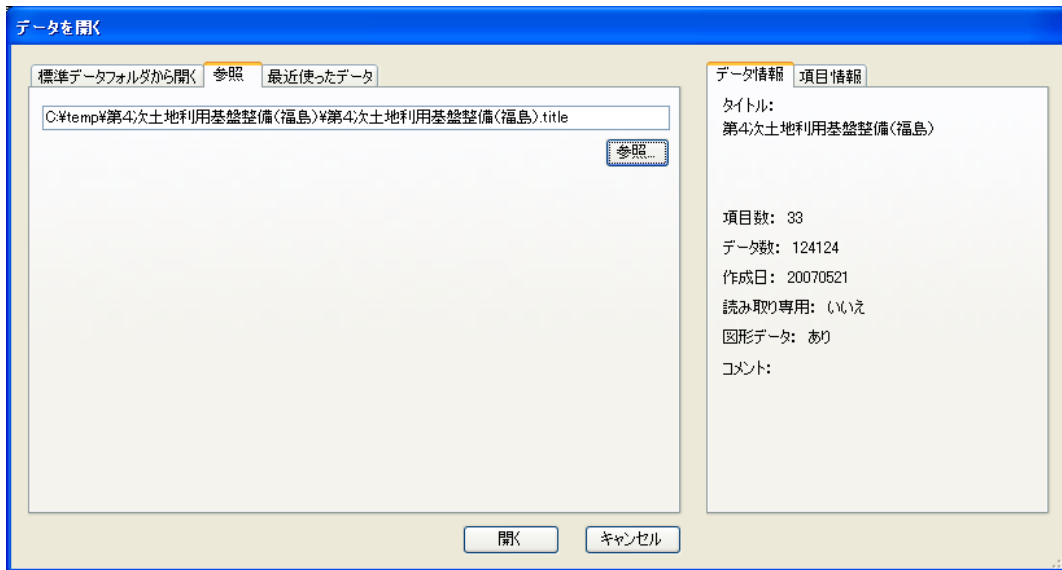 データを開く
標準データフォルダから開く 参照 最近使ったデータ
C:¥temp¥第4次土地利用基盤整備(福島)¥第4次土地利用基盤整備(福島).title
参照...
開く キャンセル
データ情報 項目情報
タイトル:
第4次土地利用基盤整備(福島)
項目数: 33
データ数: 124124
作成日: 20070521
読み取り専用: いいえ
図形データ: あり
コメント: